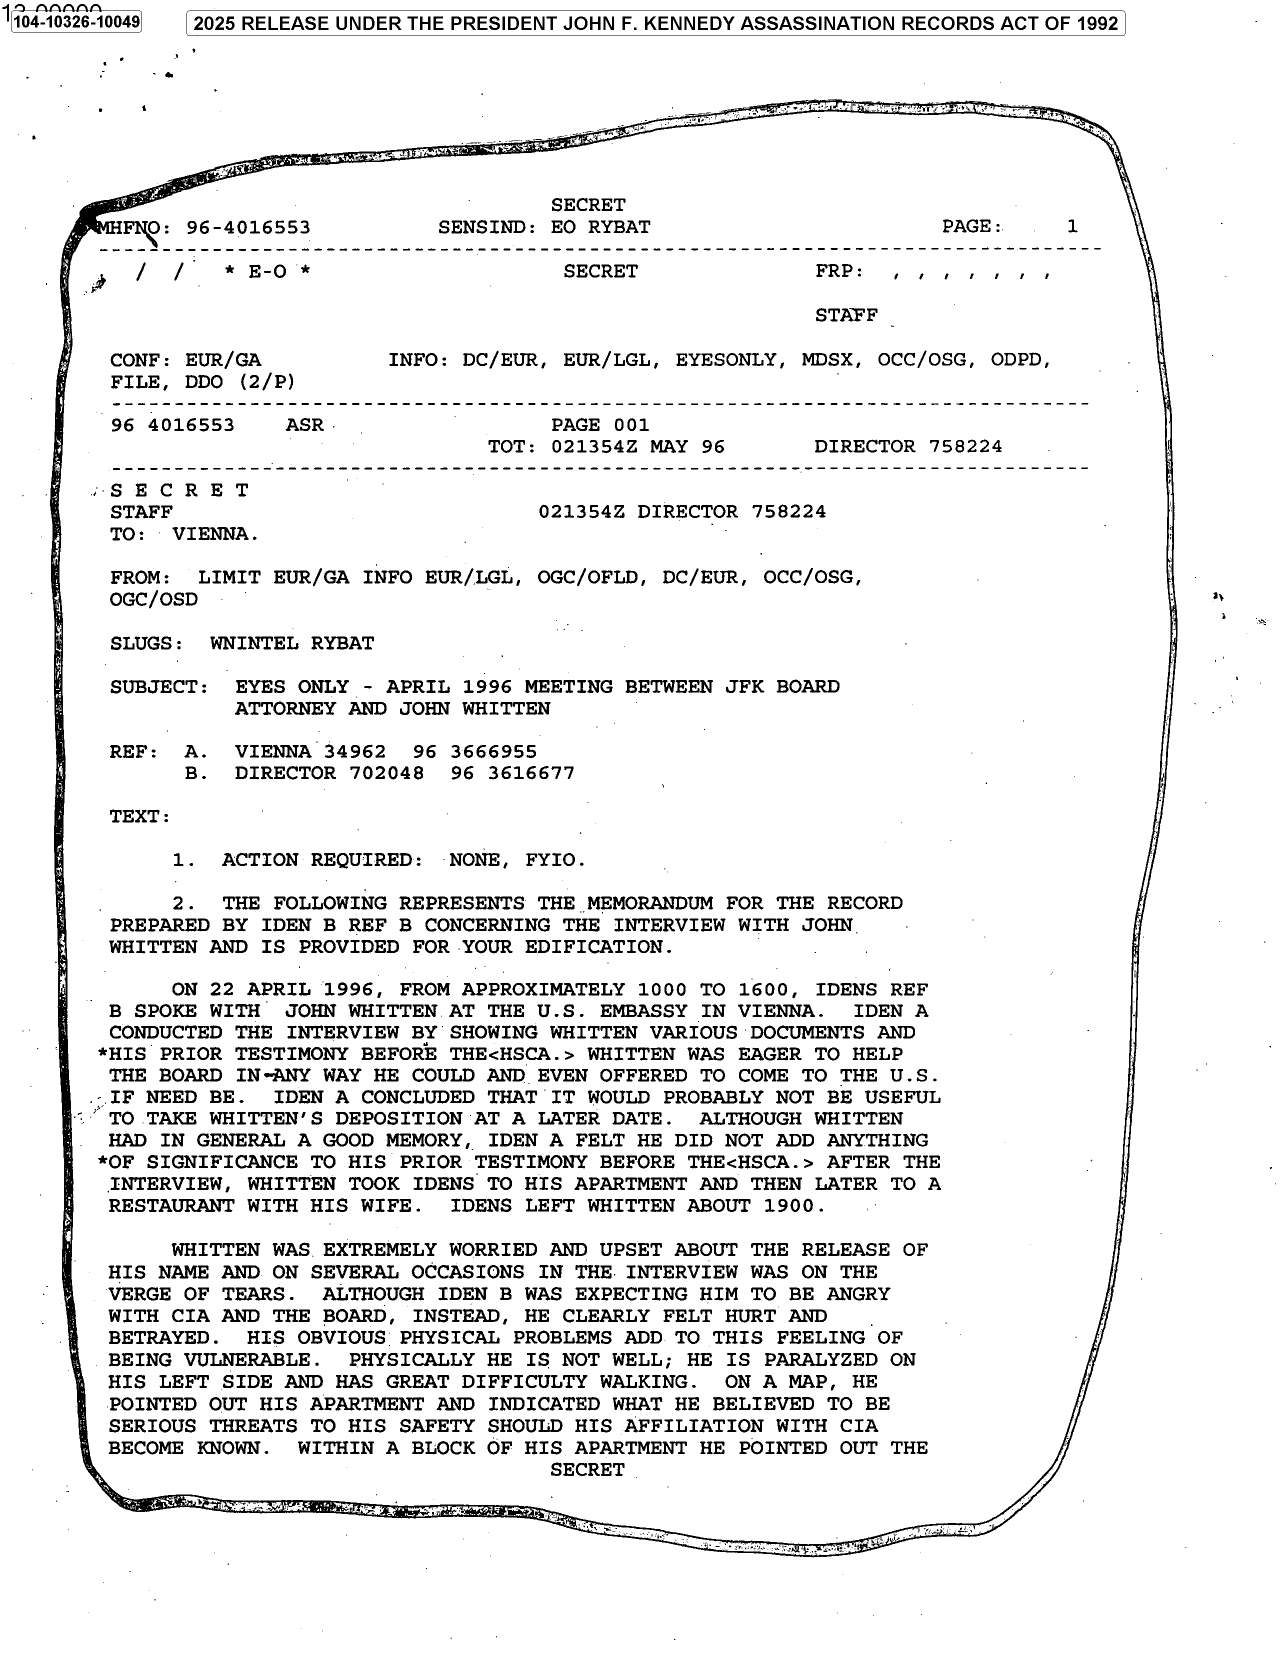 104-10326-10049
2025 RELEASE UNDER THE PRESIDENT JOHN F. KENNEDY ASSASSINATION RECORDS ACT OF 1992
SECRET
MHFNO: 96-4016553 SENSIND: EO RYBAT PAGE: 1
/ / * E-O * SECRET FRP: , , , , , , ,
STAFF
CONF: EUR/GA INFO: DC/EUR, EUR/LGL, EYESONLY, MDSX, OCC/OSG, ODPD,
FILE, DDO (2/P)
96 4016553 ASR PAGE 001
TOT: 021354Z MAY 96 DIRECTOR 758224
S E C R E T
STAFF 021354Z DIRECTOR 758224
TO: VIENNA.
FROM: LIMIT EUR/GA INFO EUR/LGL, OGC/OFLD, DC/EUR, OCC/OSG,
OGC/OSD
SLUGS: WNINTEL RYBAT
SUBJECT: EYES ONLY - APRIL 1996 MEETING BETWEEN JFK BOARD
ATTORNEY AND JOHN WHITTEN
REF: A. VIENNA 34962 96 3666955
B. DIRECTOR 702048 96 3616677
TEXT:
1. ACTION REQUIRED: NONE, FYIO.
2. THE FOLLOWING REPRESENTS THE MEMORANDUM FOR THE RECORD
PREPARED BY IDEN B REF B CONCERNING THE INTERVIEW WITH JOHN
WHITTEN AND IS PROVIDED FOR YOUR EDIFICATION.
ON 22 APRIL 1996, FROM APPROXIMATELY 1000 TO 1600, IDENS REF
B SPOKE WITH JOHN WHITTEN AT THE U.S. EMBASSY IN VIENNA. IDEN A
CONDUCTED THE INTERVIEW BY SHOWING WHITTEN VARIOUS DOCUMENTS AND
*HIS PRIOR TESTIMONY BEFORE THE<HSCA.> WHITTEN WAS EAGER TO HELP
THE BOARD IN ANY WAY HE COULD AND EVEN OFFERED TO COME TO THE U.S.
IF NEED BE. IDEN A CONCLUDED THAT IT WOULD PROBABLY NOT BE USEFUL
TO TAKE WHITTEN'S DEPOSITION AT A LATER DATE. ALTHOUGH WHITTEN
HAD IN GENERAL A GOOD MEMORY, IDEN A FELT HE DID NOT ADD ANYTHING
*OF SIGNIFICANCE TO HIS PRIOR TESTIMONY BEFORE THE<HSCA.> AFTER THE
INTERVIEW, WHITTEN TOOK IDENS TO HIS APARTMENT AND THEN LATER TO A
RESTAURANT WITH HIS WIFE. IDENS LEFT WHITTEN ABOUT 1900.
WHITTEN WAS EXTREMELY WORRIED AND UPSET ABOUT THE RELEASE OF
HIS NAME AND ON SEVERAL OCCASIONS IN THE INTERVIEW WAS ON THE
VERGE OF TEARS. ALTHOUGH IDEN B WAS EXPECTING HIM TO BE ANGRY
WITH CIA AND THE BOARD, INSTEAD, HE CLEARLY FELT HURT AND
BETRAYED. HIS OBVIOUS PHYSICAL PROBLEMS ADD TO THIS FEELING OF
BEING VULNERABLE. PHYSICALLY HE IS NOT WELL; HE IS PARALYZED ON
HIS LEFT SIDE AND HAS GREAT DIFFICULTY WALKING. ON A MAP, HE
POINTED OUT HIS APARTMENT AND INDICATED WHAT HE BELIEVED TO BE
SERIOUS THREATS TO HIS SAFETY SHOULD HIS AFFILIATION WITH CIA
BECOME KNOWN. WITHIN A BLOCK OF HIS APARTMENT HE POINTED OUT THE
SECRET